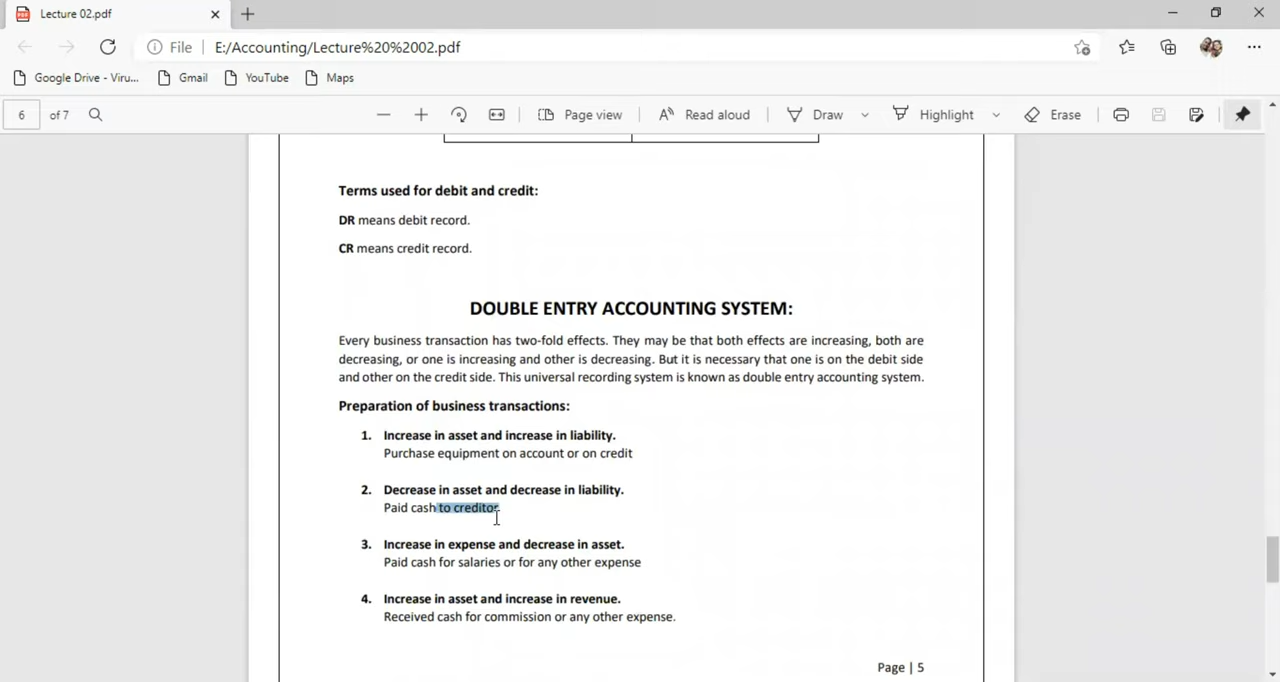 Lecture 02.pdf
File E:/Accounting/Lecture%20%2002.pdf
Google Drive - Viru... Gmail YouTube Maps
6 of 7 Page view Read aloud Draw Highlight Erase
Terms used for debit and credit:
DR means debit record.
CR means credit record.
DOUBLE ENTRY ACCOUNTING SYSTEM:
Every business transaction has two-fold effects. They may be that both effects are increasing, both are
decreasing, or one is increasing and other is decreasing. But it is necessary that one is on the debit side
and other on the credit side. This universal recording system is known as double entry accounting system.
Preparation of business transactions:
1. Increase in asset and increase in liability.
Purchase equipment on account or on credit
2. Decrease in asset and decrease in liability.
Paid cash to creditor.
3. Increase in expense and decrease in asset.
Paid cash for salaries or for any other expense
4. Increase in asset and increase in revenue.
Received cash for commission or any other expense.
Page | 5